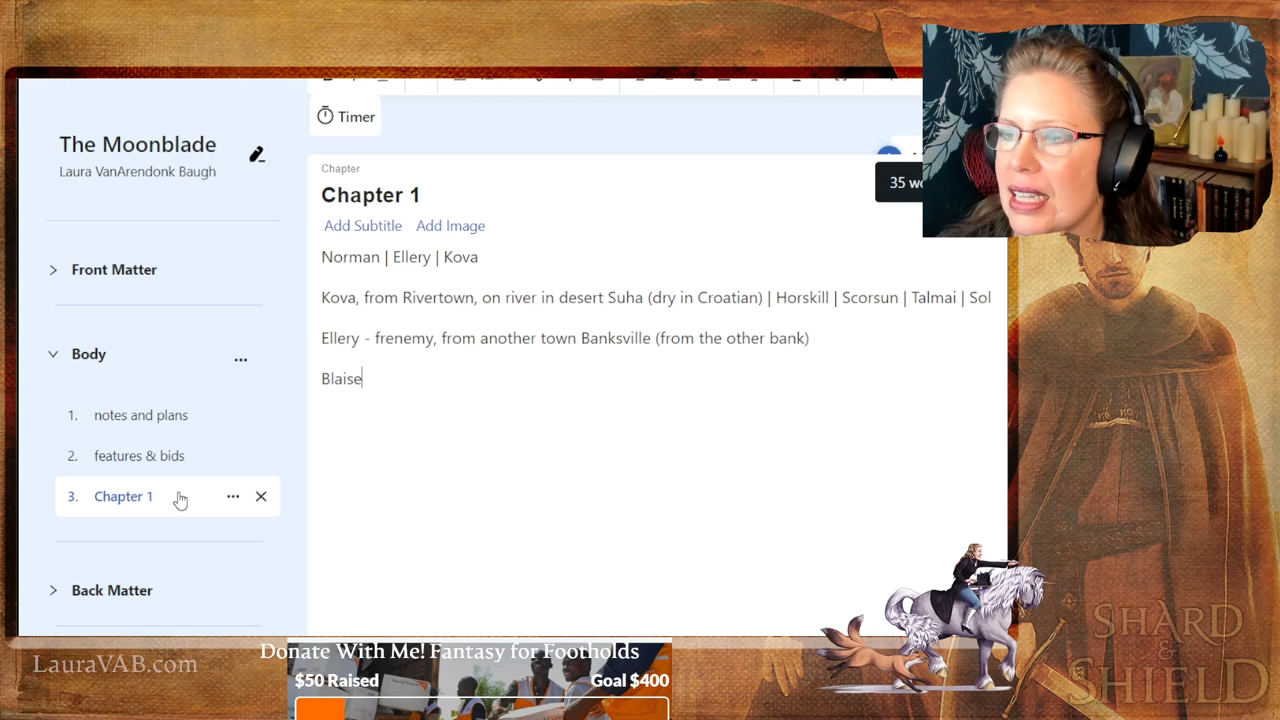 Timer
The Moonblade
Laura VanArendonk Baugh
Front Matter
Body
1. notes and plans
2. features & bids
3. Chapter 1
Back Matter
Chapter
Chapter 1
35 wo
Add Subtitle Add Image
Norman | Ellery | Kova
Kova, from Rivertown, on river in desert Suha (dry in Croatian) | Horskill | Scorsun | Talmai | Sol
Ellery - frenemy, from another town Banksville (from the other bank)
Blaise
SHARD
&
SHIELD
LauraVAB.com
Donate With Me! Fantasy for Footholds
$50 Raised Goal $400